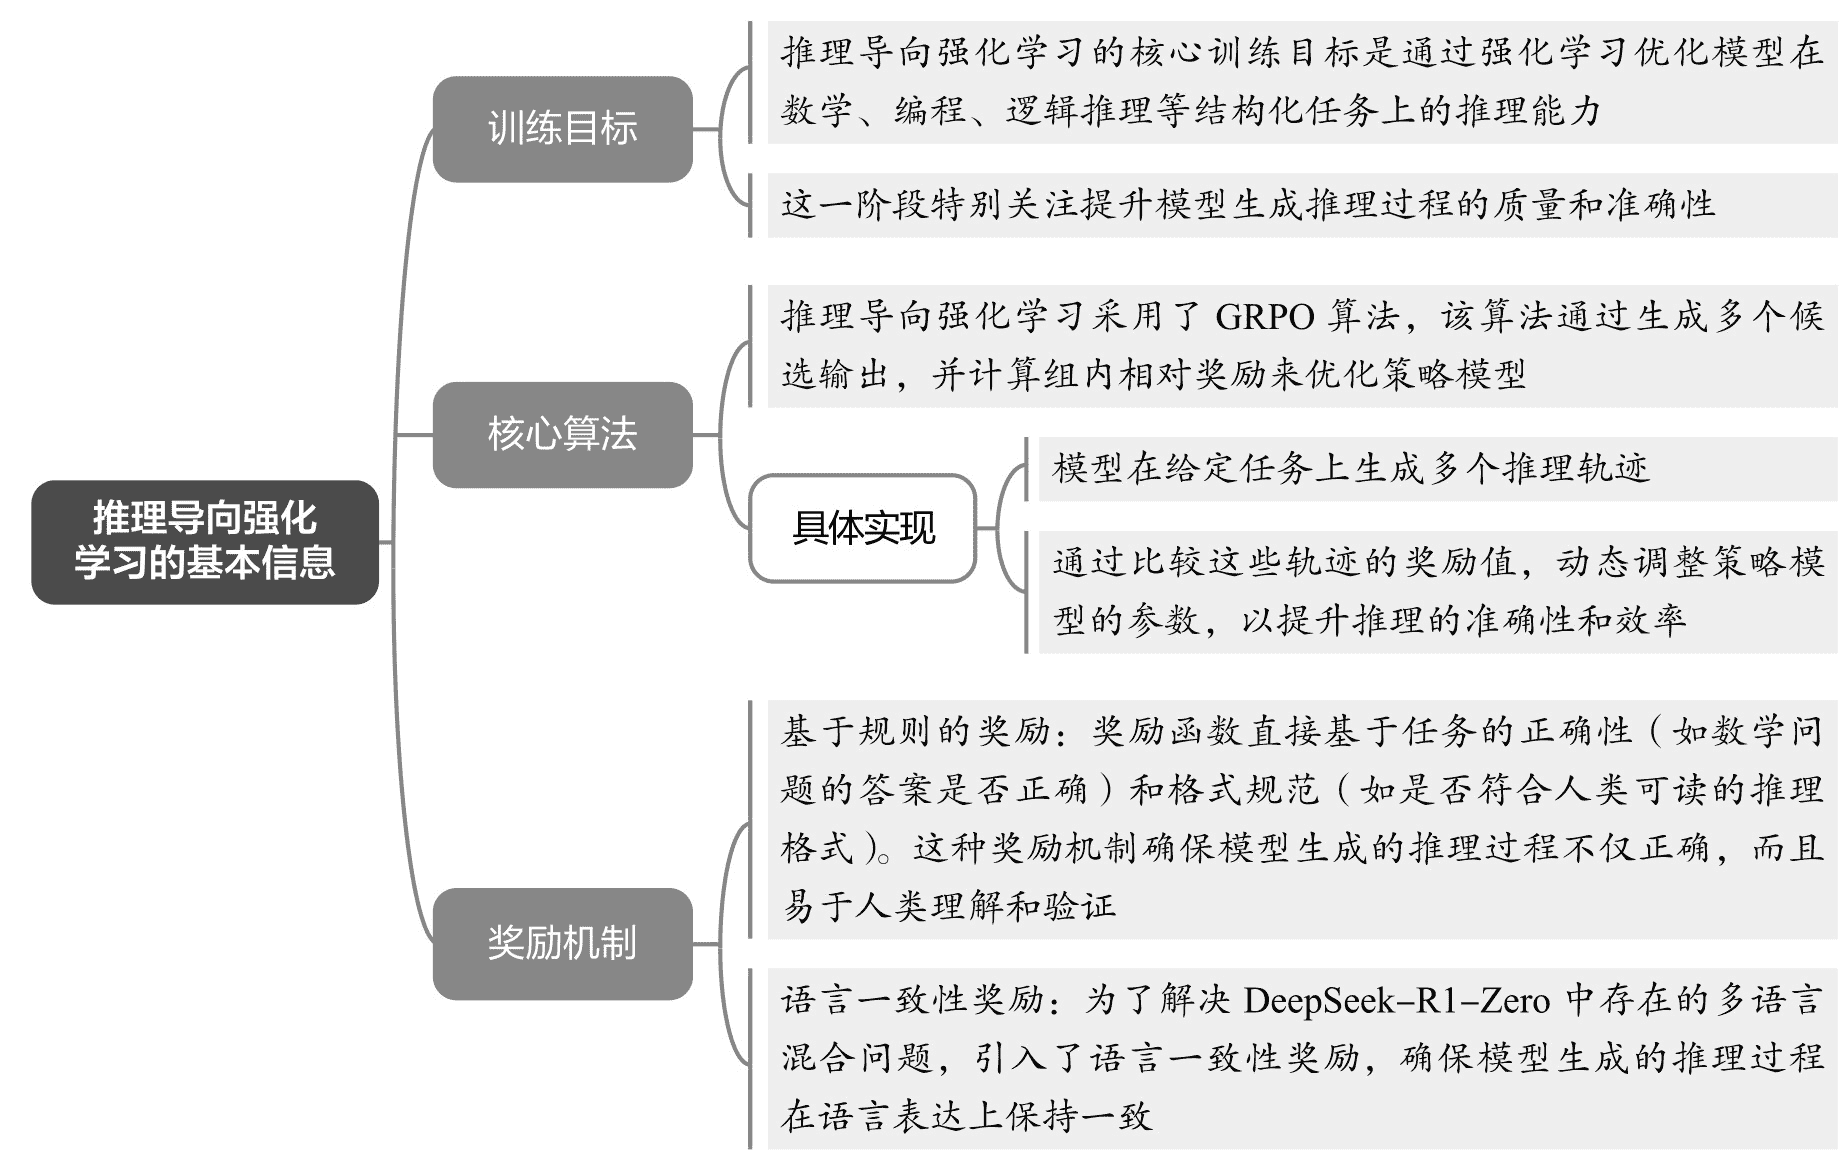 推理导向强化
学习的基本信息
训练目标
推理导向强化学习的核心训练目标是通过强化学习优化模型在
数学、编程、逻辑推理等结构化任务上的推理能力
这一阶段特别关注提升模型生成推理过程的质量和准确性
核心算法
推理导向强化学习采用了 GRPO 算法，该算法通过生成多个候
选输出，并计算组内相对奖励来优化策略模型
具体实现
模型在给定任务上生成多个推理轨迹
通过比较这些轨迹的奖励值，动态调整策略模
型的参数，以提升推理的准确性和效率
奖励机制
基于规则的奖励：奖励函数直接基于任务的正确性（如数学问
题的答案是否正确）和格式规范（如是否符合人类可读的推理
格式）。这种奖励机制确保模型生成的推理过程不仅正确，而且
易于人类理解和验证
语言一致性奖励：为了解决 DeepSeek–R1–Zero 中存在的多语言
混合问题，引入了语言一致性奖励，确保模型生成的推理过程
在语言表达上保持一致